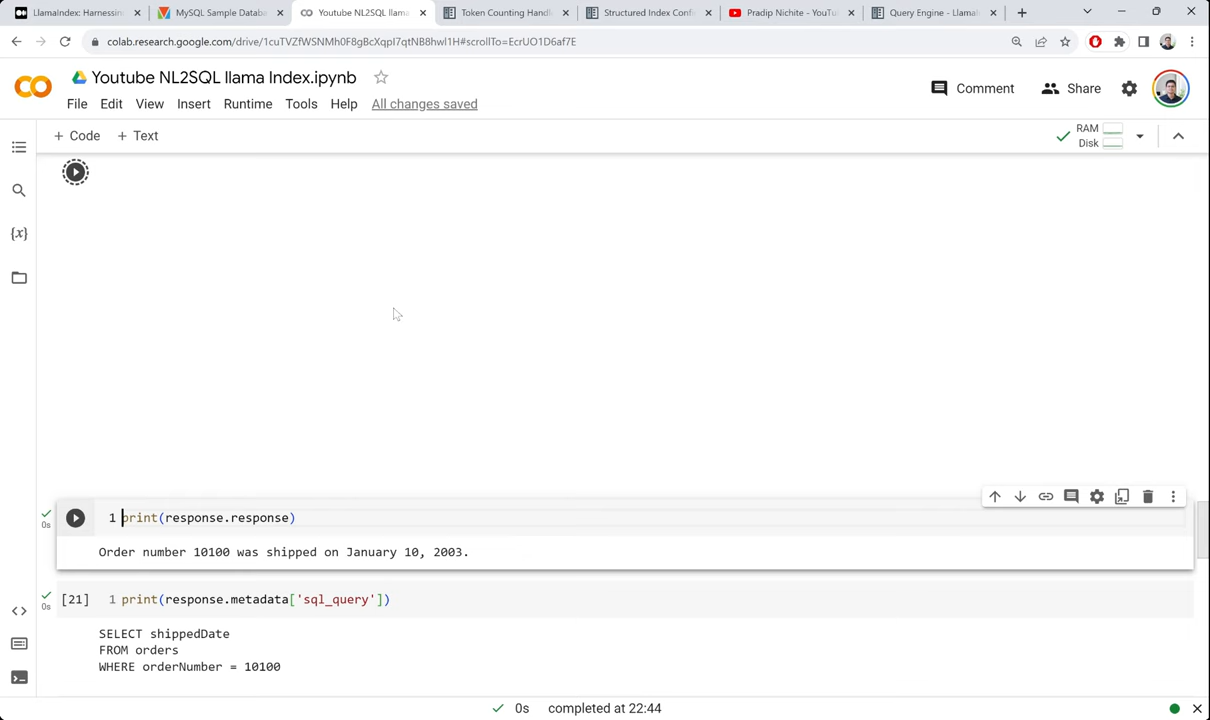 LlamaIndex: Harnessin
MySQL Sample Databa
Youtube NL2SQL llama In
Token Counting Handl
Structured Index Confi
Pradip Nichite - YouTu
Query Engine - LlamaI
colab.research.google.com/drive/1cuTVZfWSNMh0F8gBcXqpI7qtNB8hwI1H#scrollTo=EcrUO1D6af7E
Youtube NL2SQL llama Index.ipynb
File Edit View Insert Runtime Tools Help All changes saved
Comment
Share
+ Code + Text
RAM
Disk
{x}
0s
1 print(response.response)
Order number 10100 was shipped on January 10, 2003.
0s
[21] 1 print(response.metadata['sql_query'])
SELECT shippedDate
FROM orders
WHERE orderNumber = 10100
0s completed at 22:44